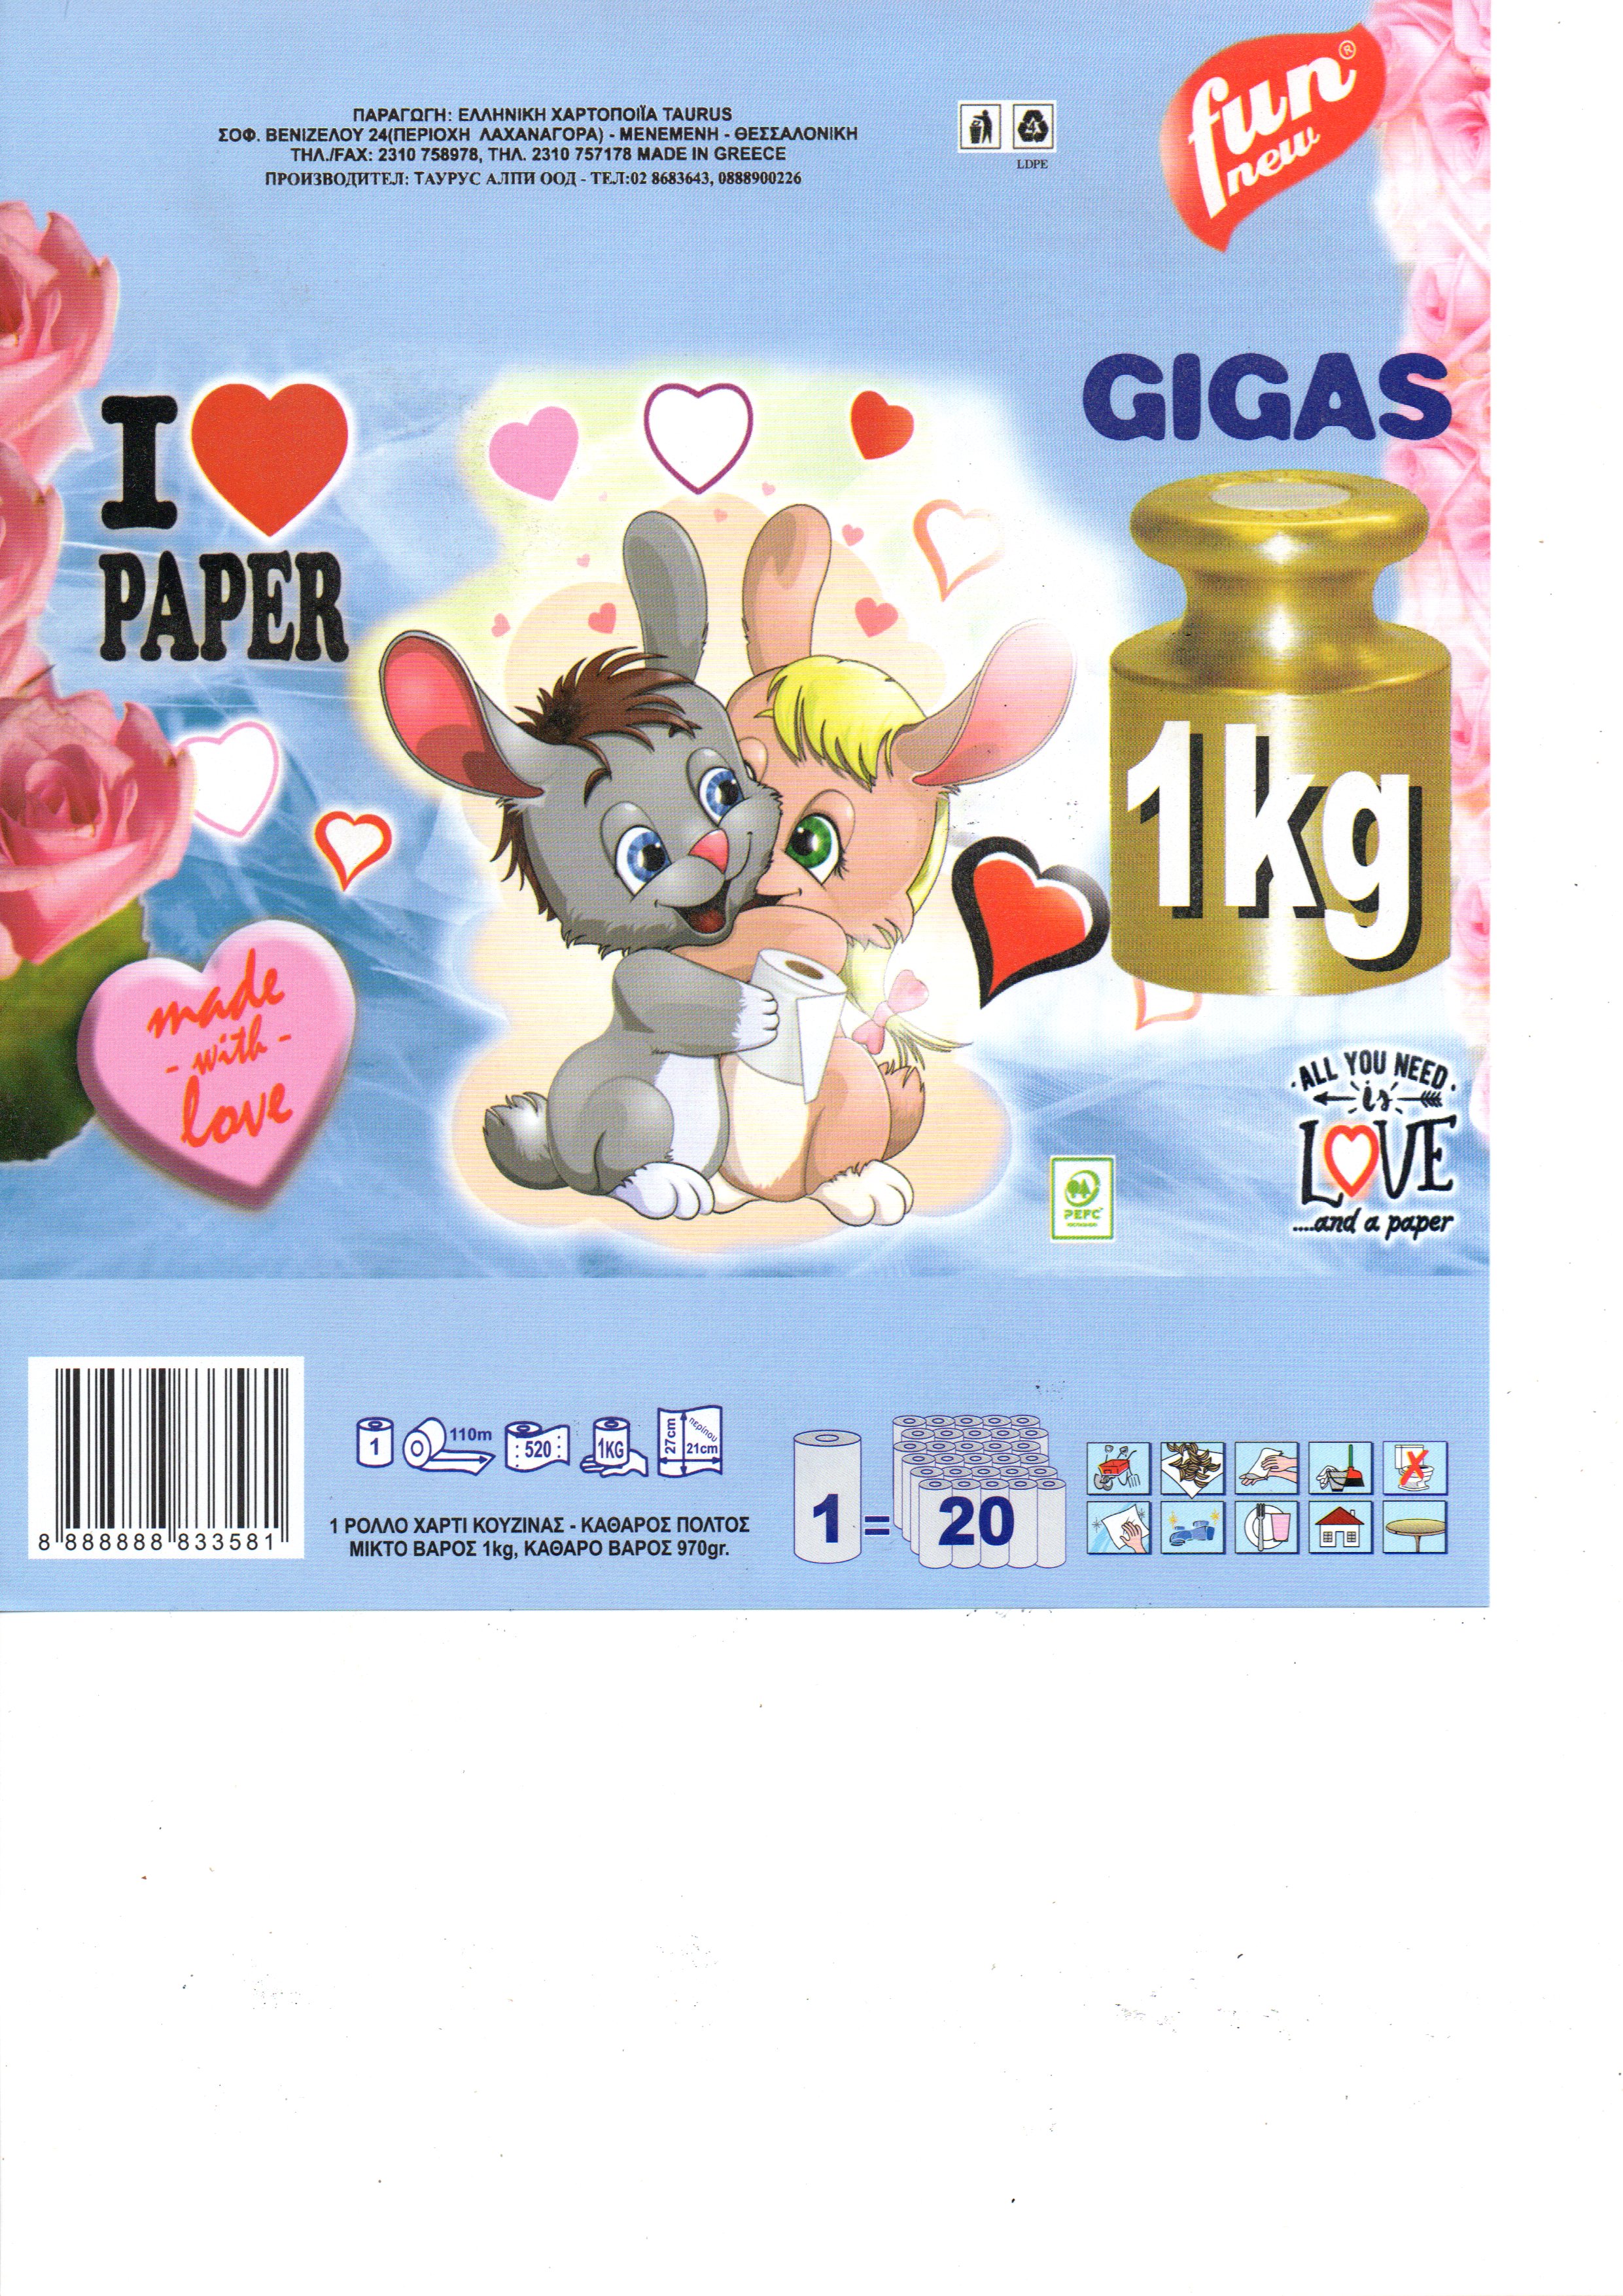 fun®
new
ΠΑΡΑΓΩΓΗ: ΕΛΛΗΝΙΚΗ ΧΑΡΤΟΠΟΙΪΑ TAURUS
ΣΟΦ. ΒΕΝΙΖΕΛΟΥ 24(ΠΕΡΙΟΧΗ ΛΑΧΑΝΑΓΟΡΑ) - ΜΕΝΕΜΕΝΗ - ΘΕΣΣΑΛΟΝΙΚΗ
ΤΗΛ./FAX: 2310 758978, ΤΗΛ. 2310 757178 MADE IN GREECE
ПРОИЗВОДИТЕЛ: ТАУРУС АЛПИ ООД - ТЕЛ:02 8683643, 0888900226
4
LDPE
GIGAS
I
PAPER
1kg
made
- with -
love
ALL YOU NEED
is
LOVE
....and a paper
PEFC
1
110m
520
1KG
27cm
περίπου
21cm
1 ΡΟΛΛΟ ΧΑΡΤΙ ΚΟΥΖΙΝΑΣ - ΚΑΘΑΡΟΣ ΠΟΛΤΟΣ
ΜΙΚΤΟ ΒΑΡΟΣ 1kg, ΚΑΘΑΡΟ ΒΑΡΟΣ 970gr.
1 = 20
8 888888 833581